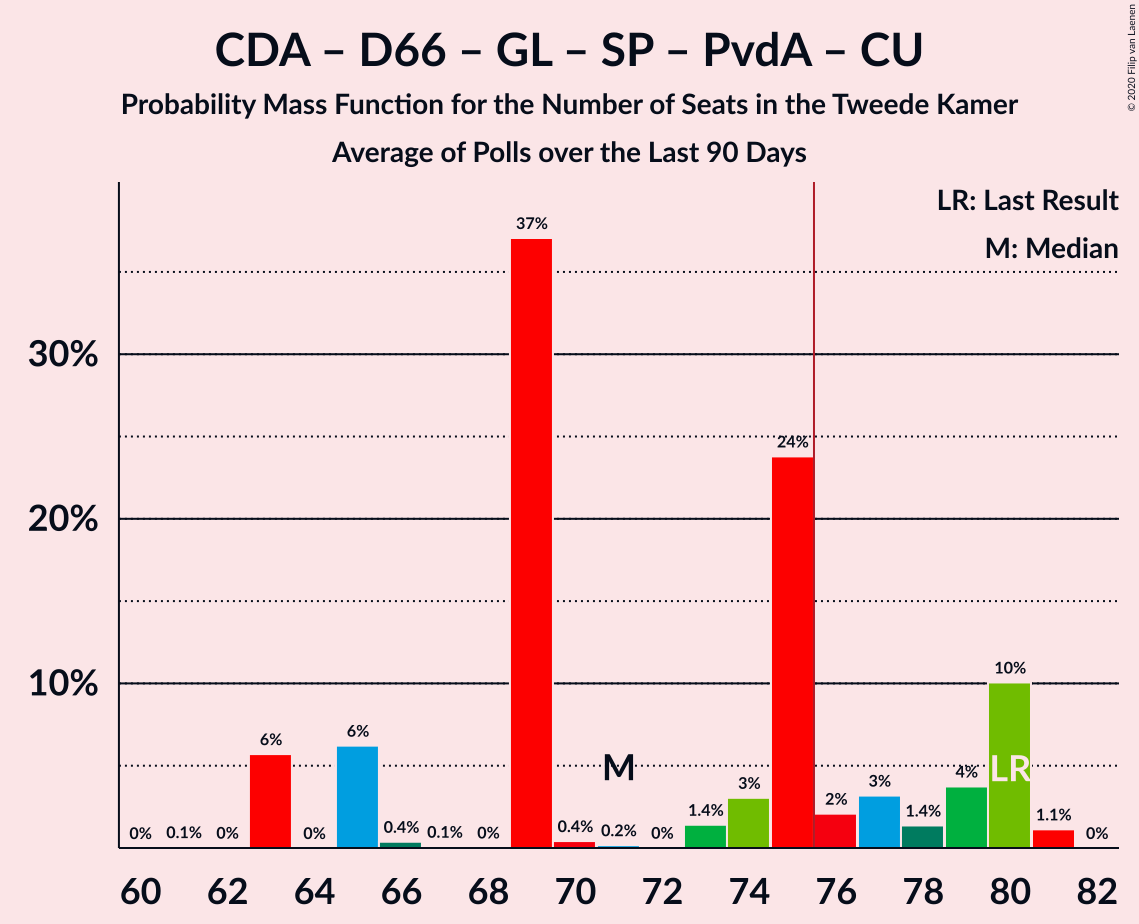 CDA – D66 – GL – SP – PvdA – CU
Probability Mass Function for the Number of Seats in the Tweede Kamer
Average of Polls over the Last 90 Days
© 2020 Filip van Laenen
LR: Last Result
M: Median
30%
20%
10%
0%
0.1%
0%
6%
0%
6%
0.4%
0.1%
0%
37%
0.4%
0.2%
0%
1.4%
3%
24%
2%
3%
1.4%
4%
10%
1.1%
0%
M
LR
60 62 64 66 68 70 72 74 76 78 80 82